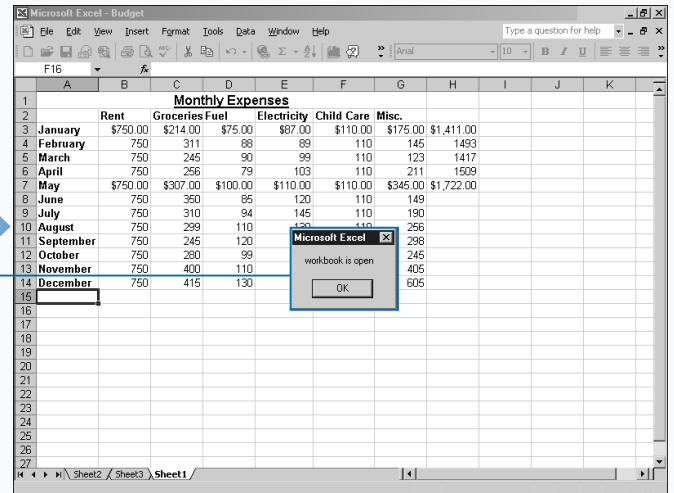 Microsoft Excel - Budget
File Edit View Insert Format Tools Data Window Help Type a question for help
Arial 10 B I U
F16 fx
A B C D E F G H I J K
1 Monthly Expenses
2 Rent Groceries Fuel Electricity Child Care Misc.
3 January $750.00 $214.00 $75.00 $87.00 $110.00 $175.00 $1,411.00
4 February 750 311 88 89 110 145 1493
5 March 750 245 90 99 110 123 1417
6 April 750 256 79 103 110 211 1509
7 May $750.00 $307.00 $100.00 $110.00 $110.00 $345.00 $1,722.00
8 June 750 350 85 120 110 149
9 July 750 310 94 145 110 190
10 August 750 299 110 256
11 September 750 245 120 298
12 October 750 280 99 245
13 November 750 400 110 405
14 December 750 415 130 605
15
16
17
18
19
20
21
22
23
24
25
26
27
Microsoft Excel
workbook is open
OK
Sheet2 Sheet3 Sheet1